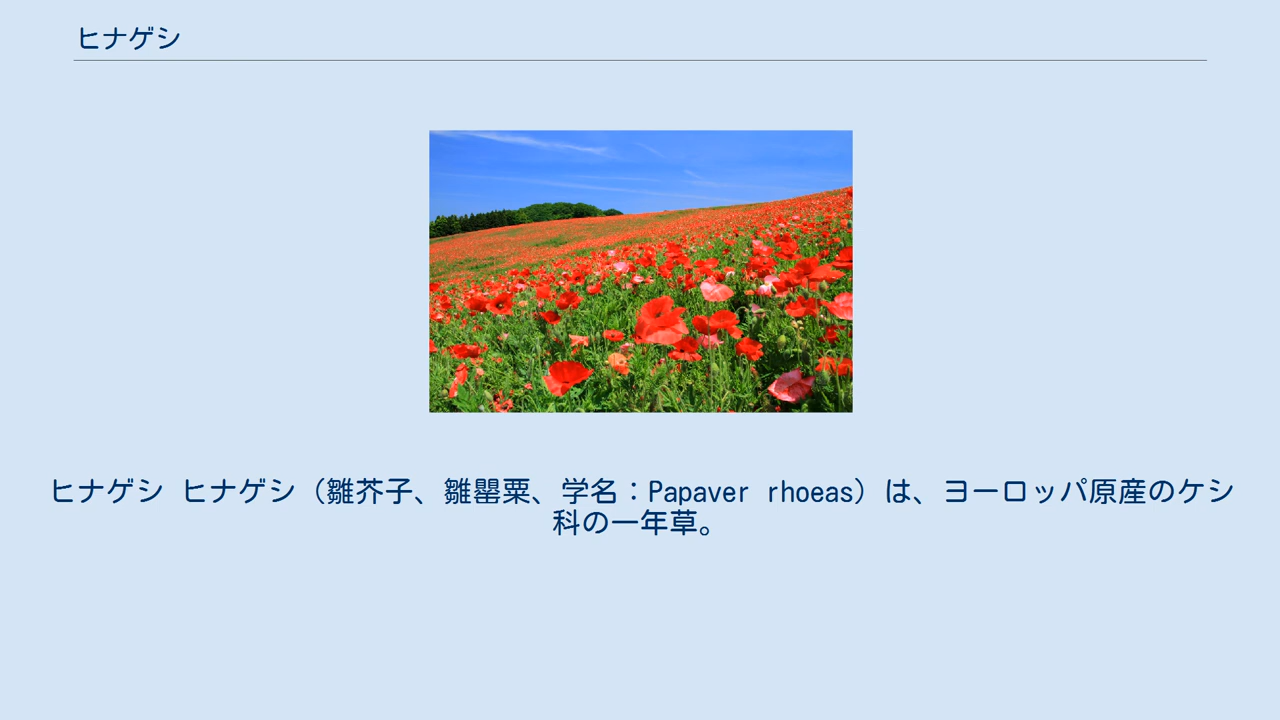 ヒナゲシ
ヒナゲシ ヒナゲシ（雛芥子、雛罌粟、学名：Papaver rhoeas）は、ヨーロッパ原産のケシ
科の一年草。